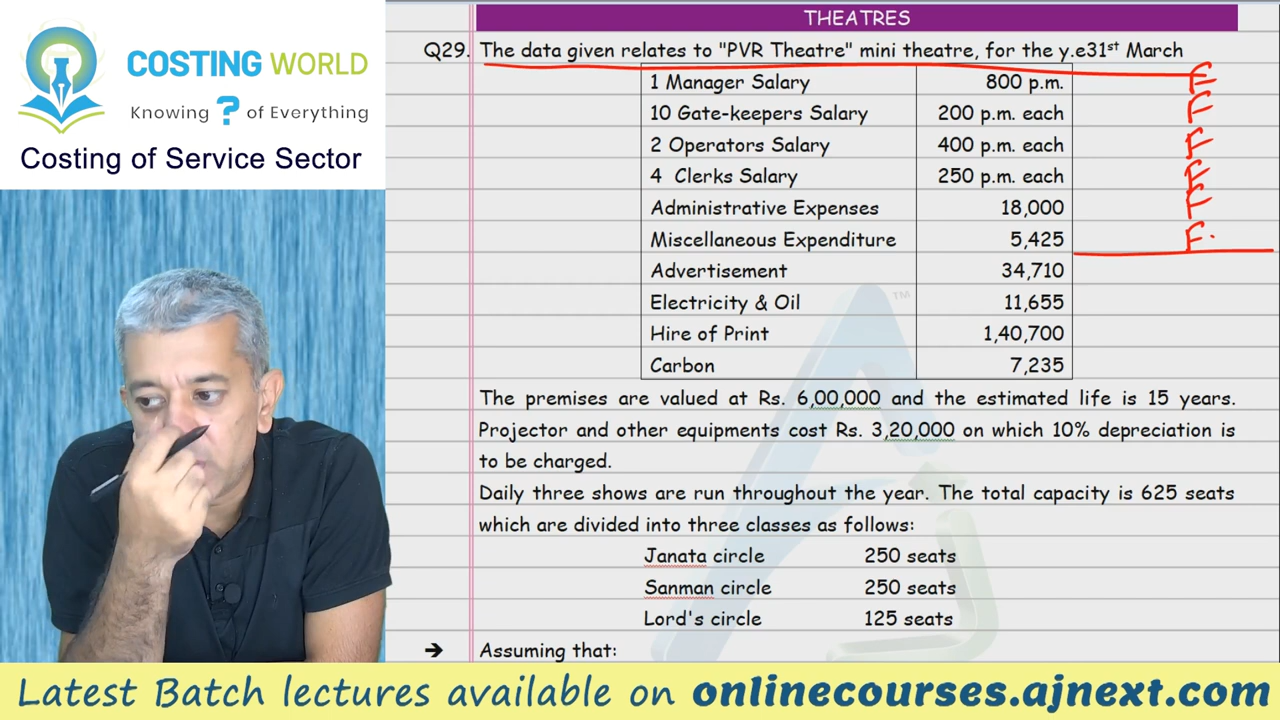 THEATRES
Q29. The data given relates to "PVR Theatre" mini theatre, for the y.e31st March
COSTING WORLD
Knowing ? of Everything
Costing of Service Sector
1 Manager Salary 800 p.m. F
10 Gate-keepers Salary 200 p.m. each F
2 Operators Salary 400 p.m. each F
4 Clerks Salary 250 p.m. each F
Administrative Expenses 18,000 F
Miscellaneous Expenditure 5,425 F.
Advertisement 34,710
Electricity & Oil 11,655
Hire of Print 1,40,700
Carbon 7,235
TM
The premises are valued at Rs. 6,00,000 and the estimated life is 15 years.
Projector and other equipments cost Rs. 3,20,000 on which 10% depreciation is
to be charged.
Daily three shows are run throughout the year. The total capacity is 625 seats
which are divided into three classes as follows:
Janata circle 250 seats
Sanman circle 250 seats
Lord's circle 125 seats
➔ Assuming that:
Latest Batch lectures available on onlinecourses.ajnext.com